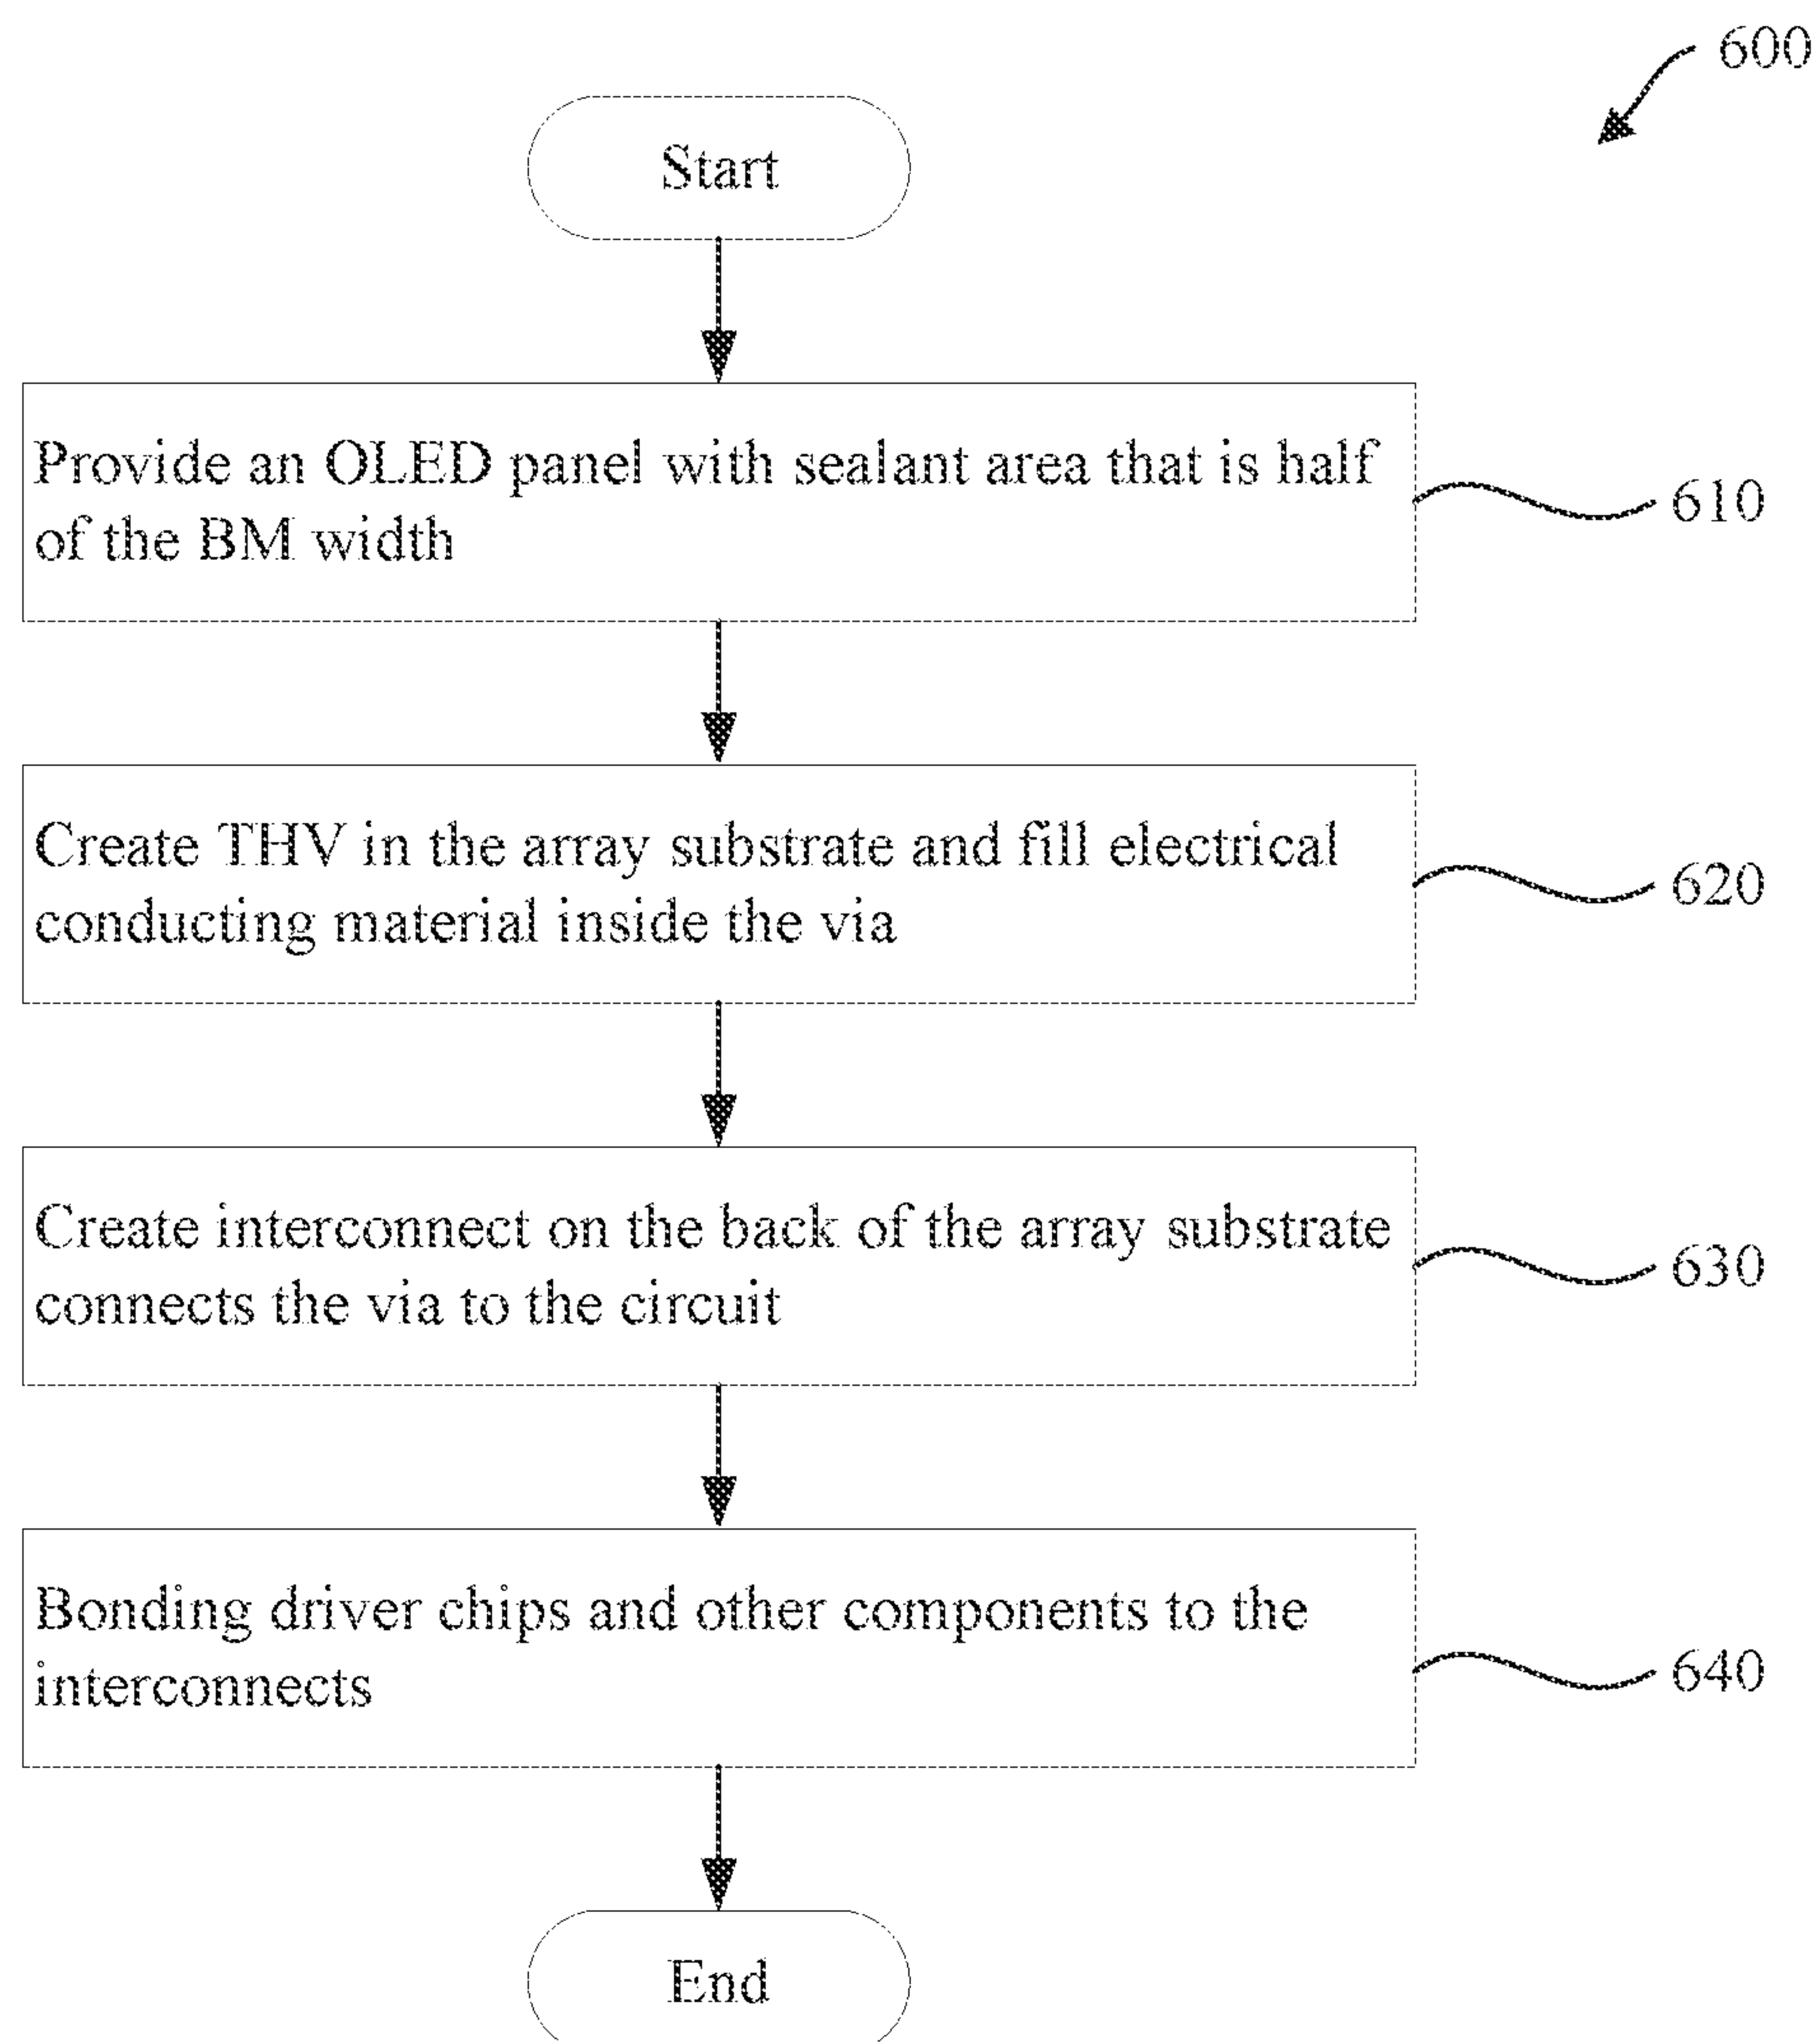 600
Start
Provide an OLED panel with sealant area that is half
of the BM width
610
Create THV in the array substrate and fill electrical
conducting material inside the via
620
Create interconnect on the back of the array substrate
connects the via to the circuit
630
Bonding driver chips and other components to the
interconnects
640
End